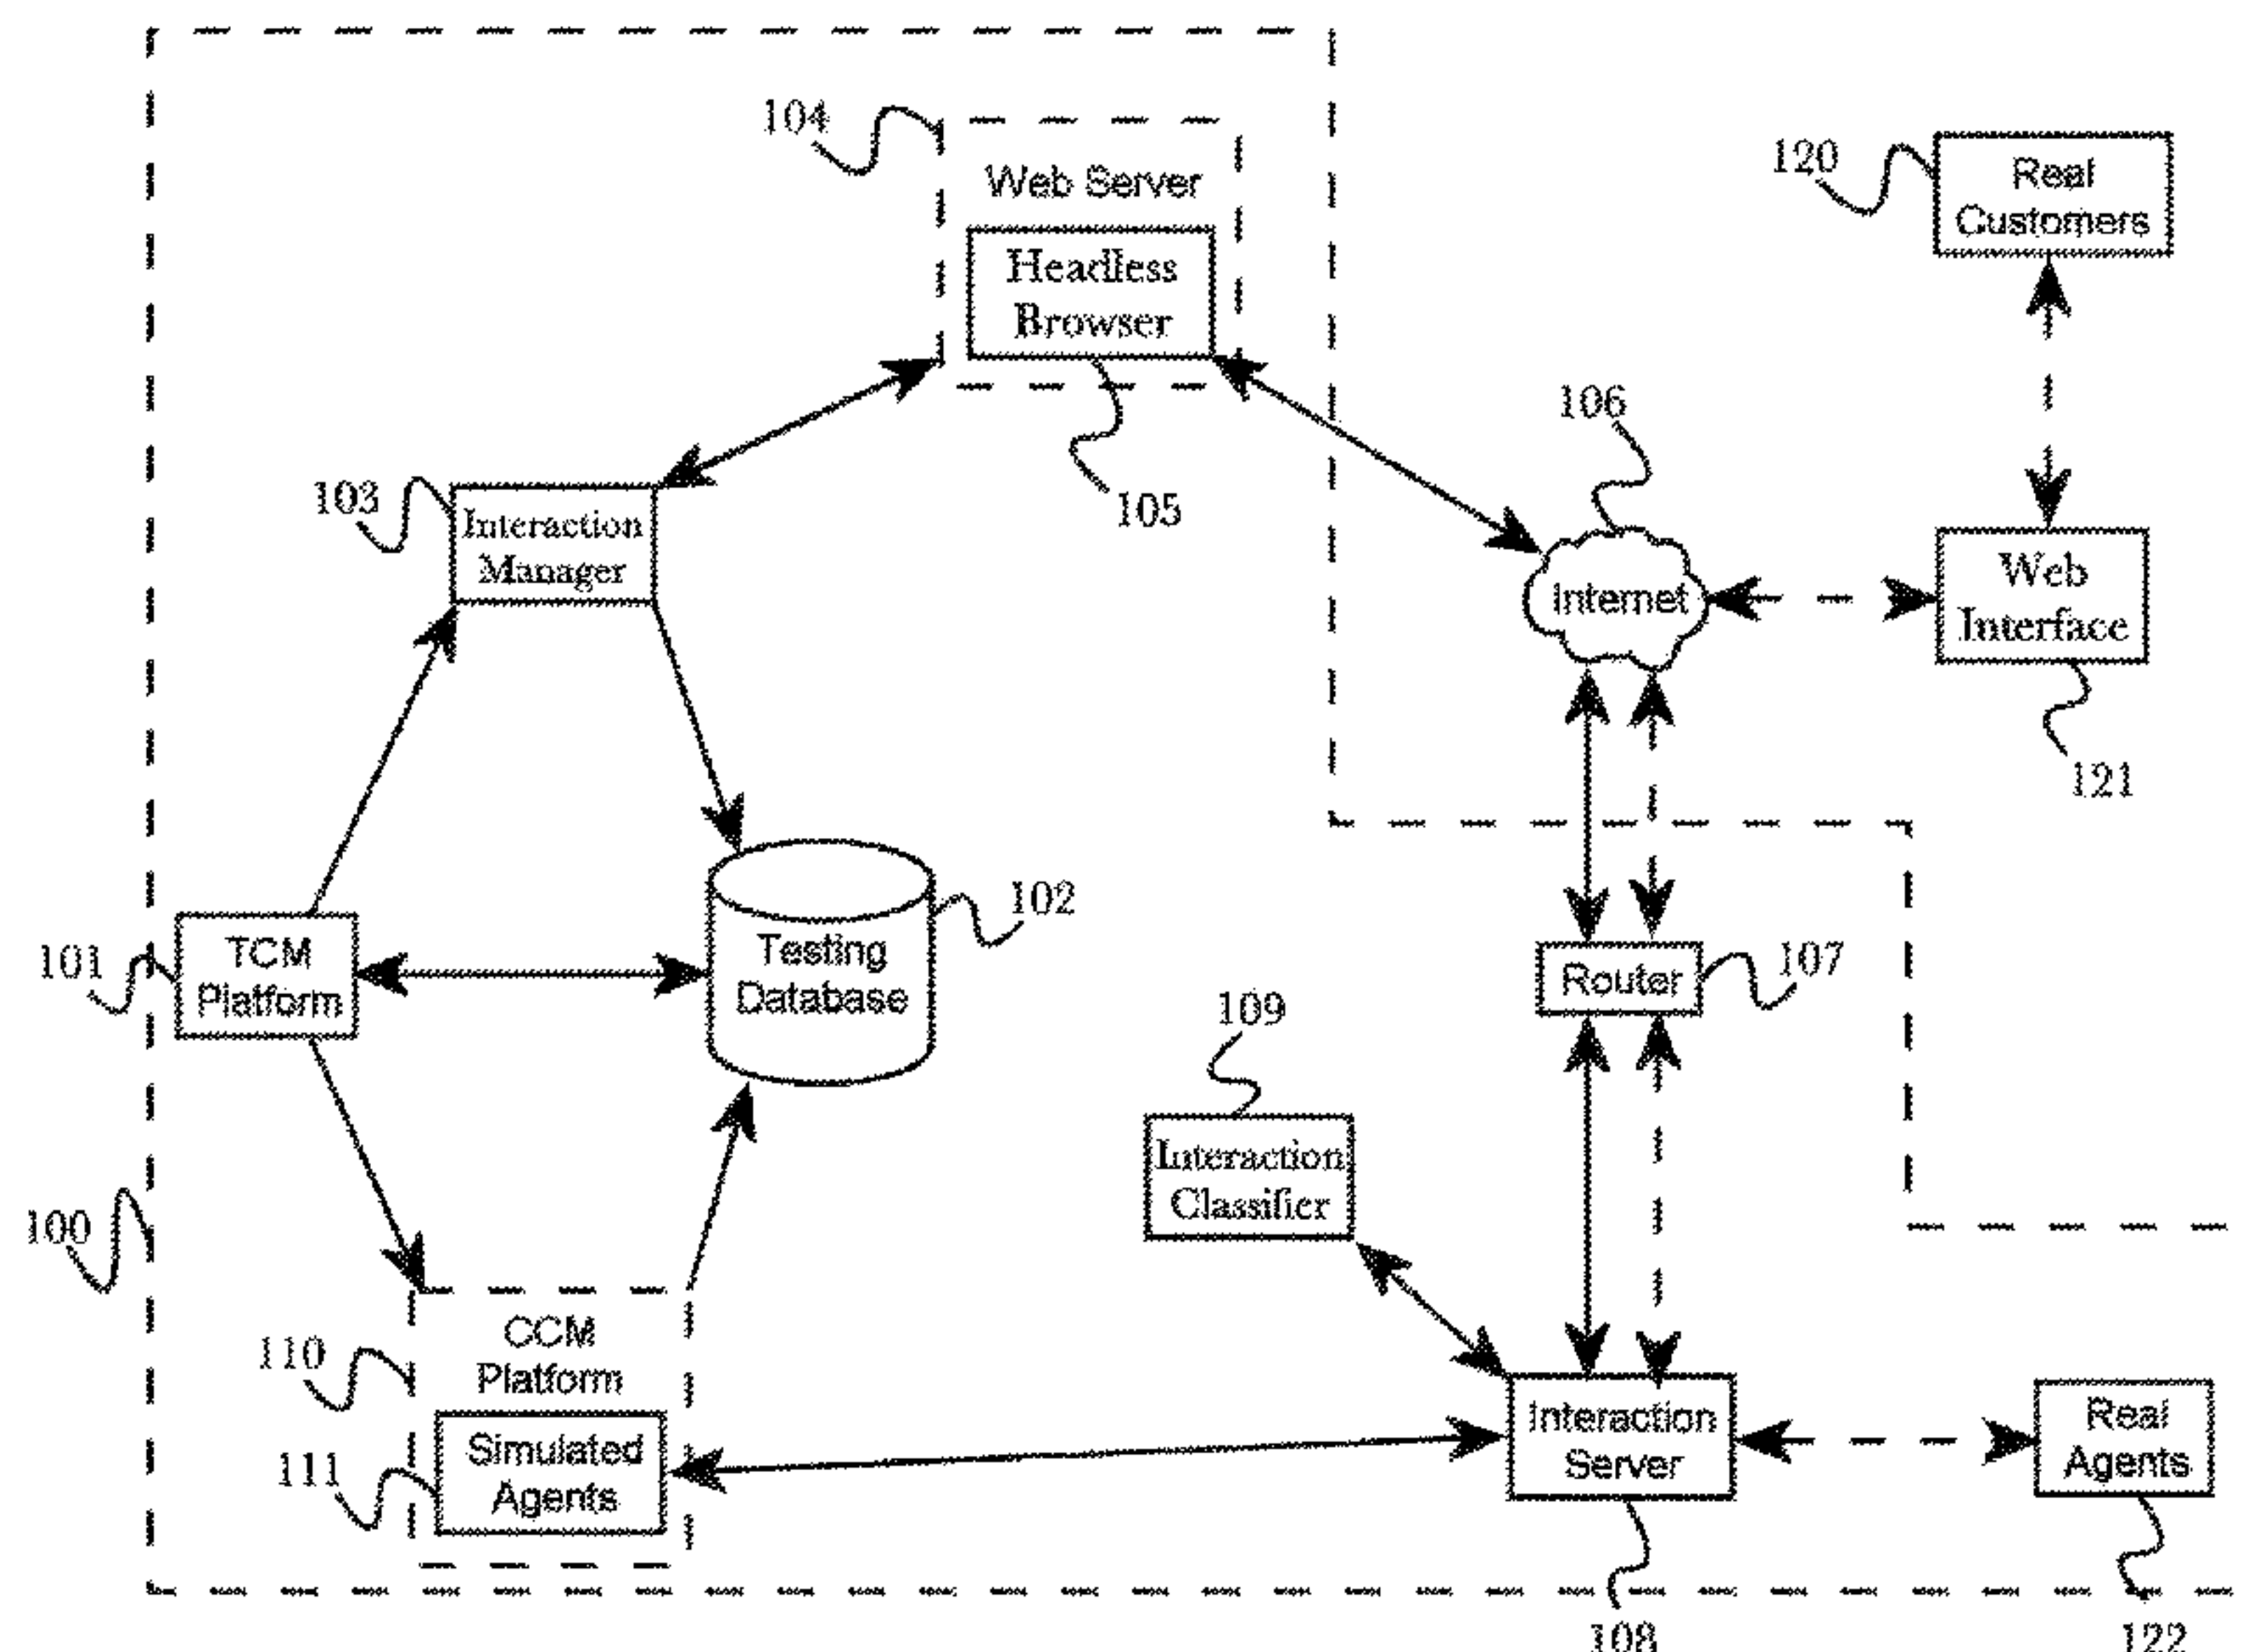 104
Web Server
Headless
Browser
105
120
Real
Customers
106
Internet
Web
Interface
121
103
Interaction
Manager
101
TCM
Platform
102
Testing
Database
Router
107
109
Interaction
Classifier
100
110
CCM
Platform
111
Simulated
Agents
Interaction
Server
108
Real
Agents
122